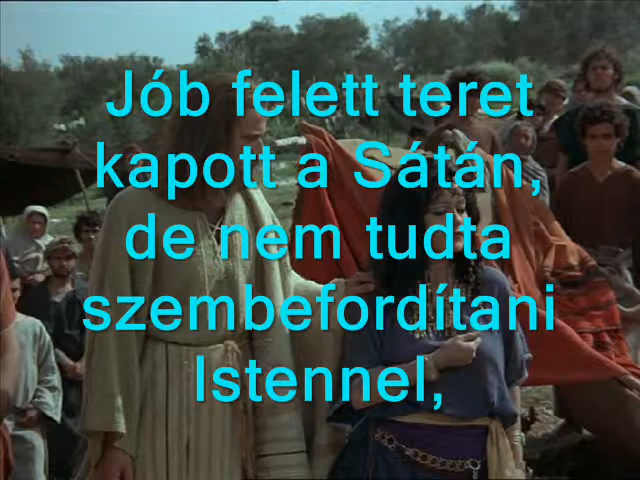 Jób felett teret
kapott a Sátán,
de nem tudta
szembefordítani
Istennel,